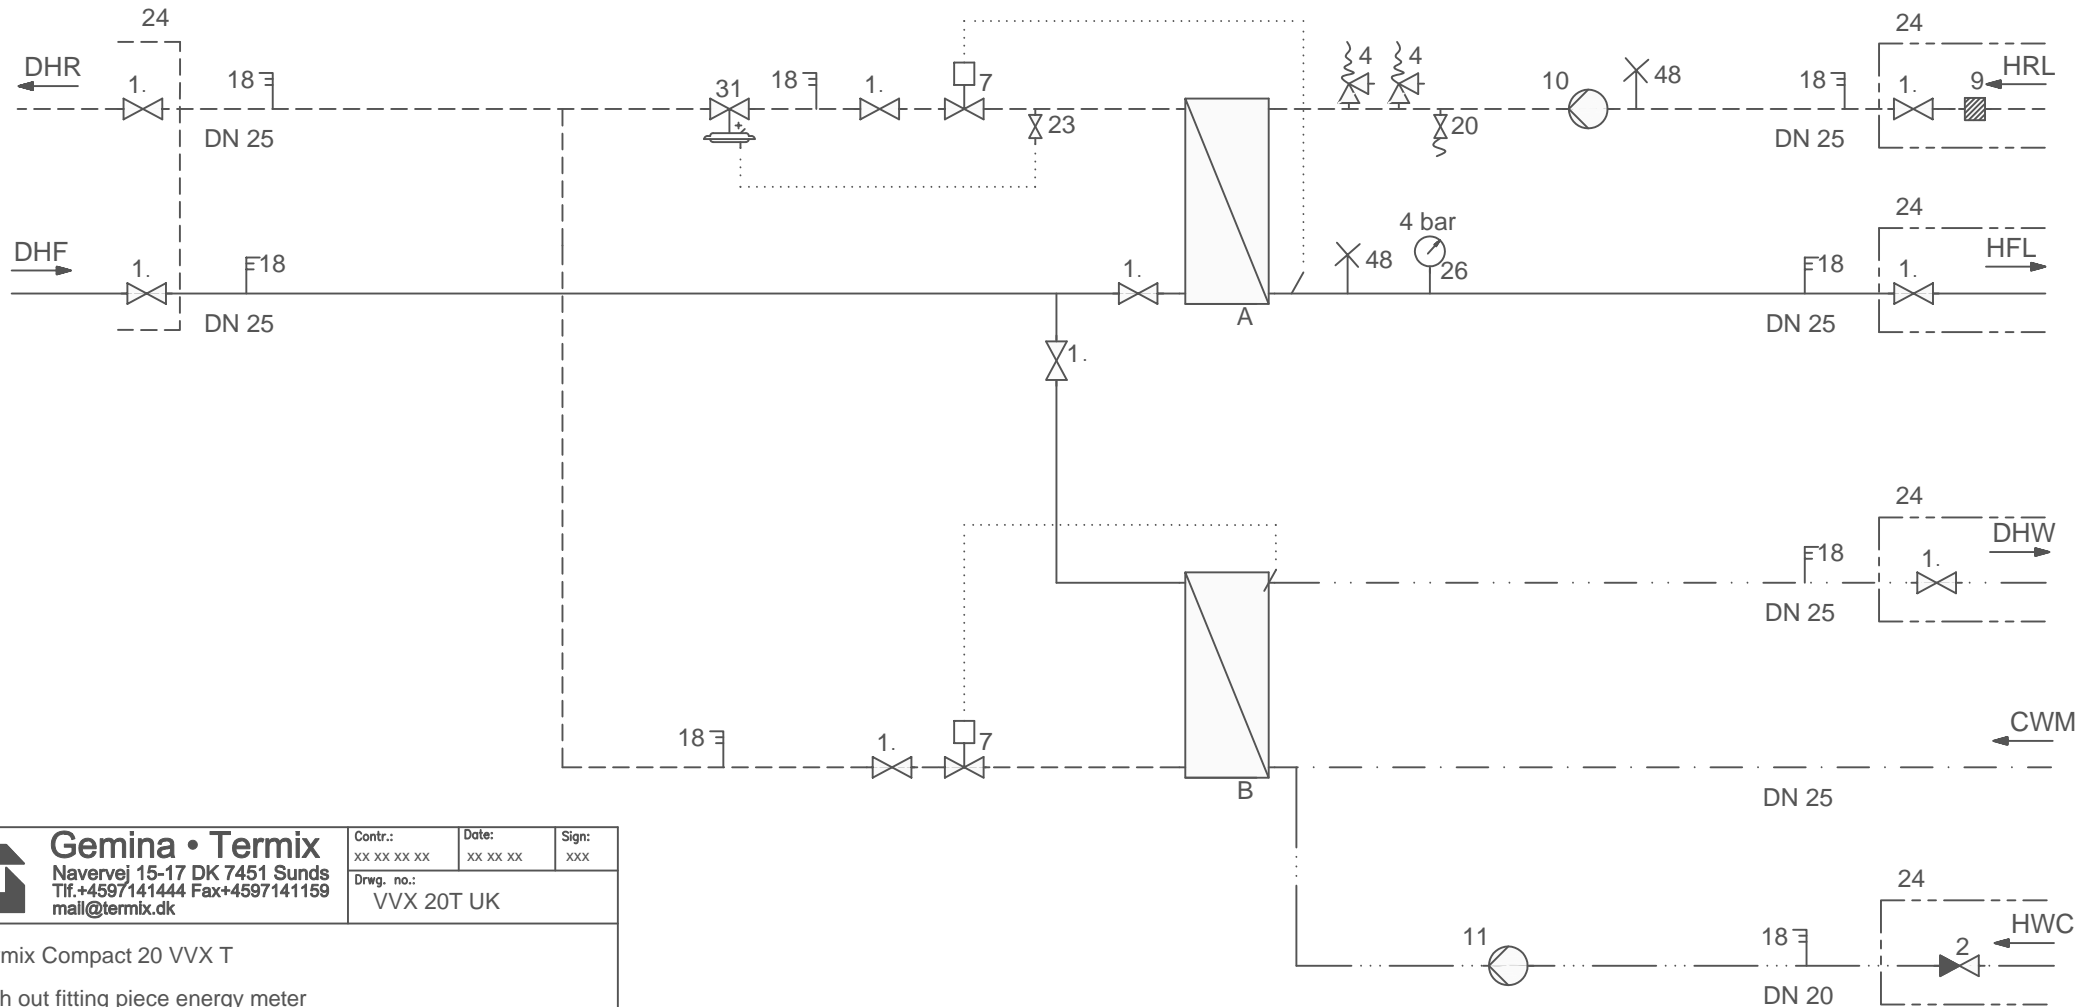 24
24
DHR
1.
18
31
18
1.
7
4
4
10
48
18
1.
9
HRL
DN 25
23
20
DN 25
24
4 bar
DHF
1.
18
1.
48
26
18
1.
HFL
DN 25
A
DN 25
1.
24
DHW
18
1.
DN 25
18
1.
7
CWM
B
DN 25
Gemina • Termix
Navervej 15-17 DK 7451 Sunds
Tlf.+4597141444 Fax+4597141159
mail@termix.dk
Contr.:
xx xx xx xx
Date:
xx xx xx
Sign:
xxx
Drwg. no.:
VVX 20T UK
24
HWC
11
18
2
DN 20
mix Compact 20 VVX T
h out fitting piece energy meter